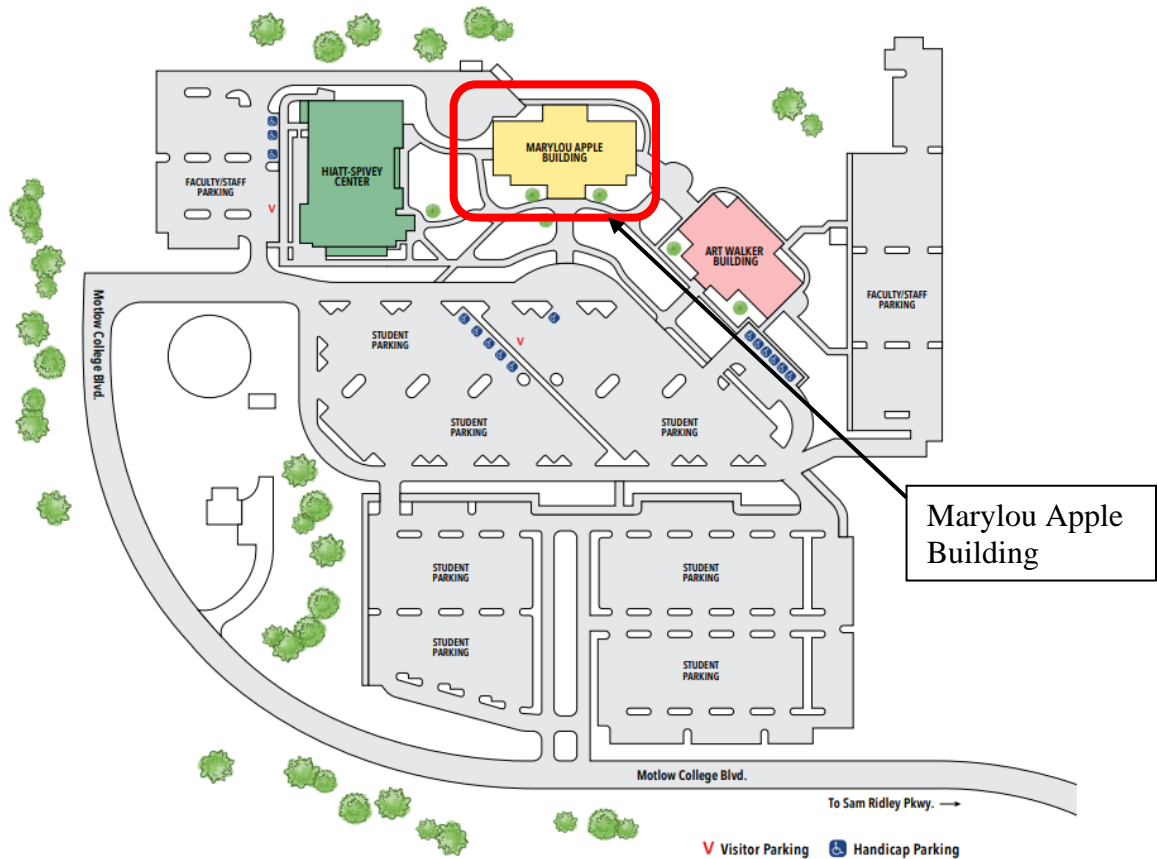 MARYLOU APPLE
BUILDING
HIATT-SPIVEY
CENTER
FACULTY/STAFF
PARKING
V
ART WALKER
BUILDING
FACULTY/STAFF
PARKING
Motlow College Blvd.
STUDENT
PARKING
V
STUDENT
PARKING
STUDENT
PARKING
Marylou Apple
Building
STUDENT
PARKING
STUDENT
PARKING
STUDENT
PARKING
STUDENT
PARKING
Motlow College Blvd.
To Sam Ridley Pkwy.
V Visitor Parking
Handicap Parking